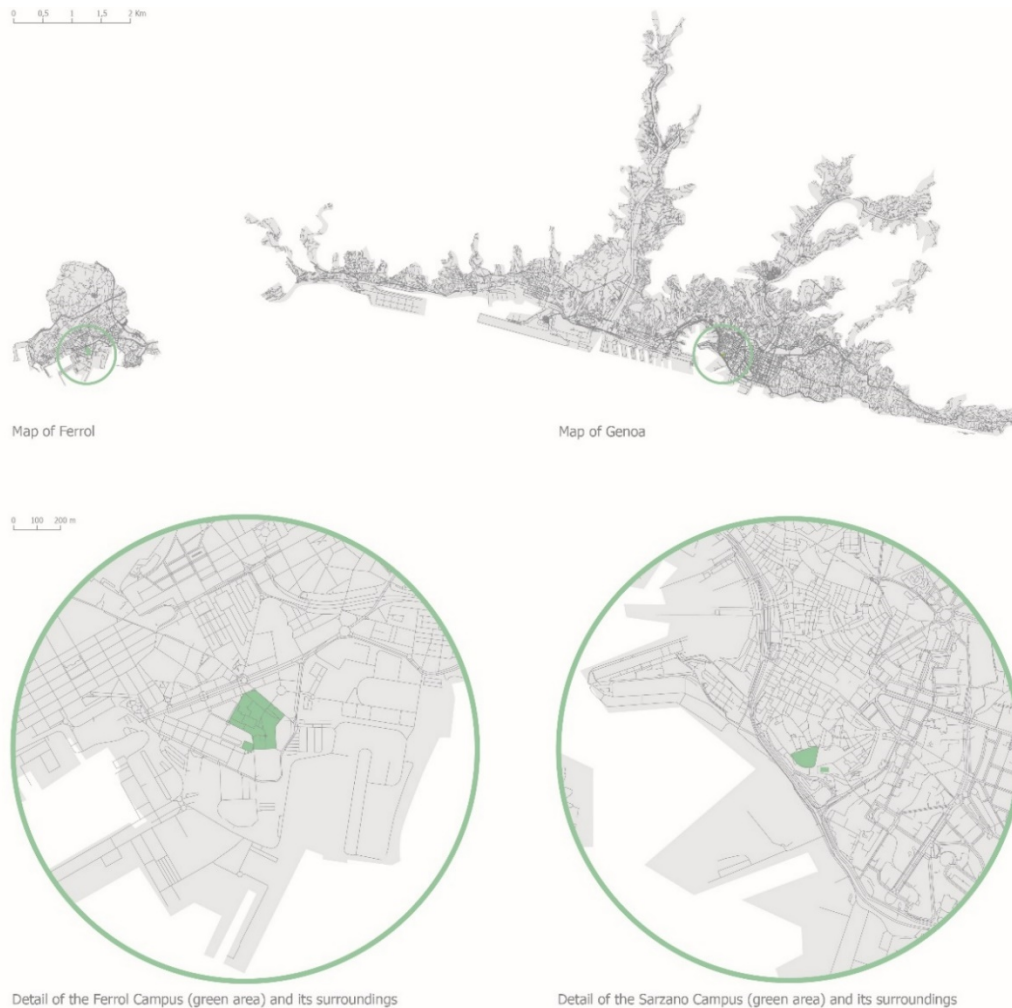 0 0,5 1 1,5 2 Km
Map of Ferrol
Map of Genoa
0 100 200 m
Detail of the Ferrol Campus (green area) and its surroundings
Detail of the Sarzano Campus (green area) and its surroundings